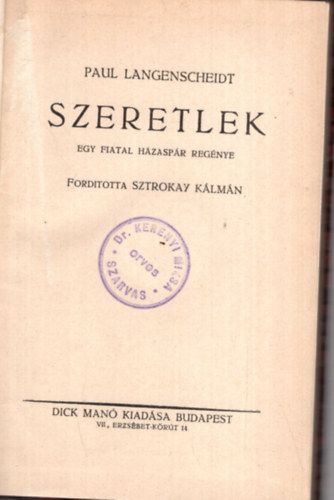 PAUL LANGENSCHEIDT
SZERETLEK
EGY FIATAL HÁZASPÁR REGÉNYE
FORDITOTTA SZTROKAY KÁLMÁN
Dr. KERÉNYI MIKSA
orvos
SZARVAS
DICK MANÓ KIADÁSA BUDAPEST
VII., ERZSÉBET-KÖRÚT 14